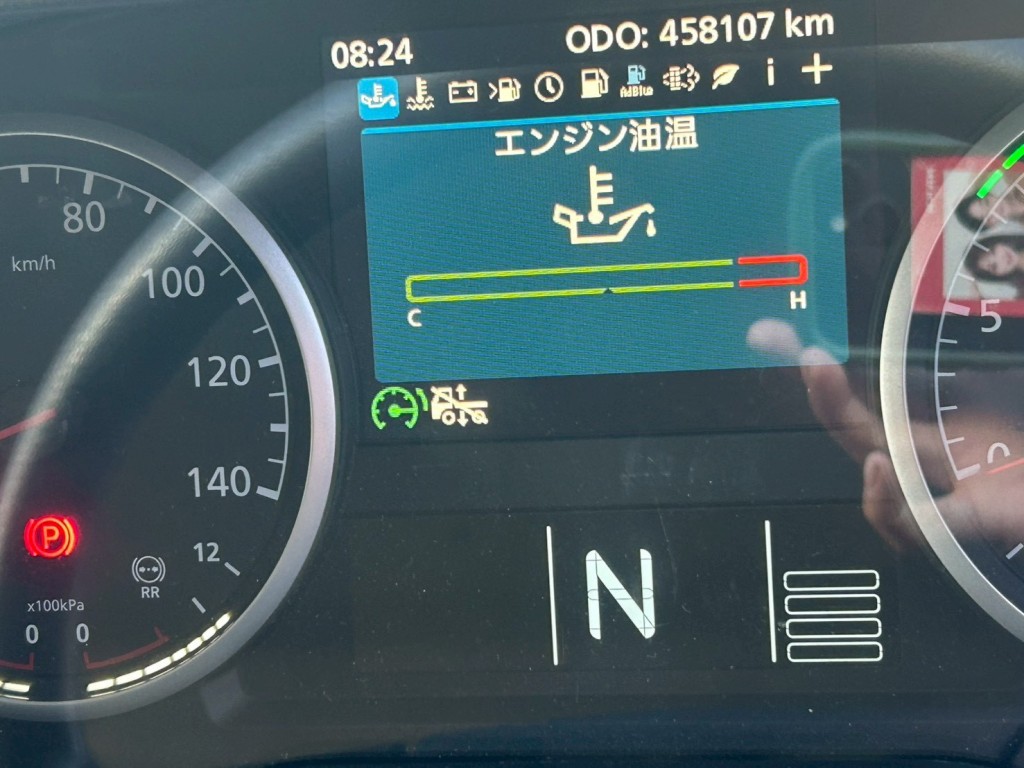 08:24
ODO: 458107 km
AdBlue
i
エンジン油温
C
H
80
km/h
100
120
140
12
P
RR
x100kPa
0
0
N
5
0